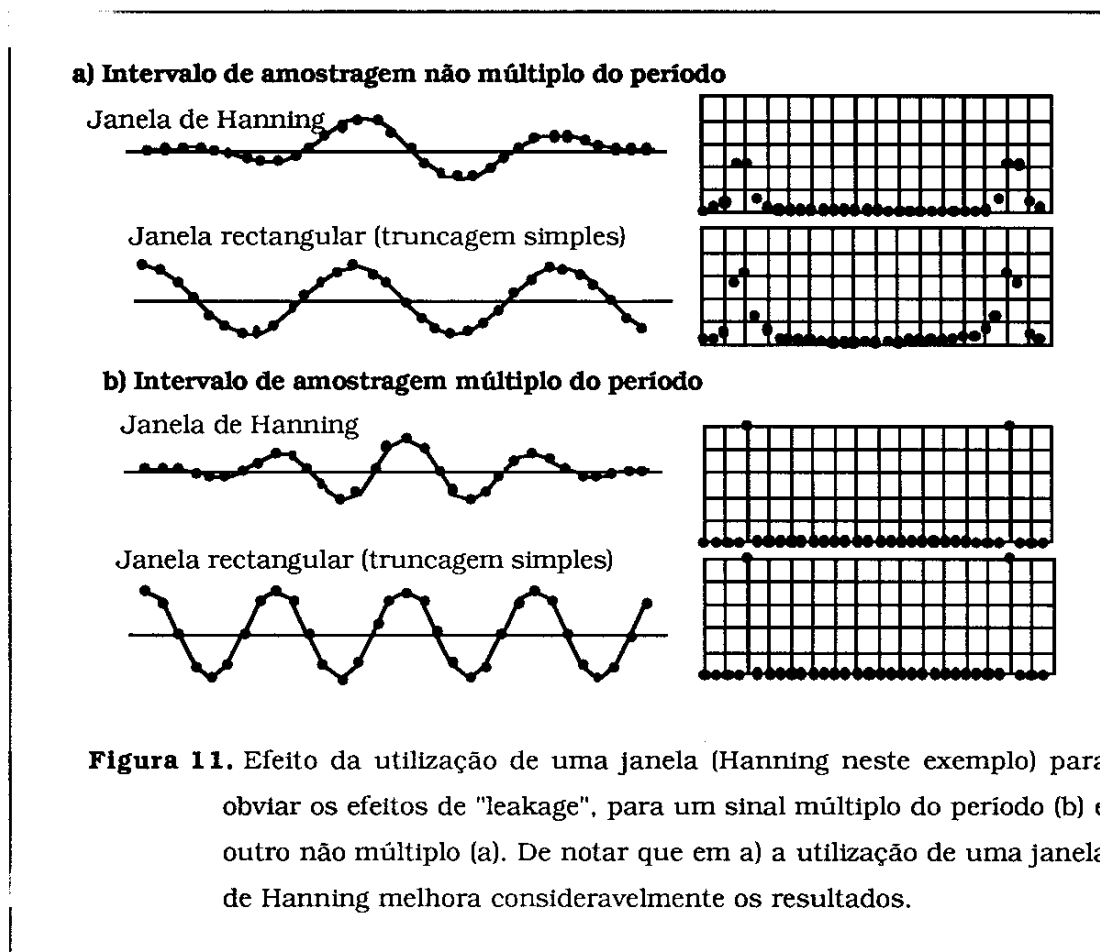 a) Intervalo de amostragem não múltiplo do período
Janela de Hanning
Janela rectangular (truncagem simples)
b) Intervalo de amostragem múltiplo do período
Janela de Hanning
Janela rectangular (truncagem simples)
Figura 11. Efeito da utilização de uma janela (Hanning neste exemplo) para
obviar os efeitos de "leakage", para um sinal múltiplo do período (b) e
outro não múltiplo (a). De notar que em a) a utilização de uma janela
de Hanning melhora consideravelmente os resultados.